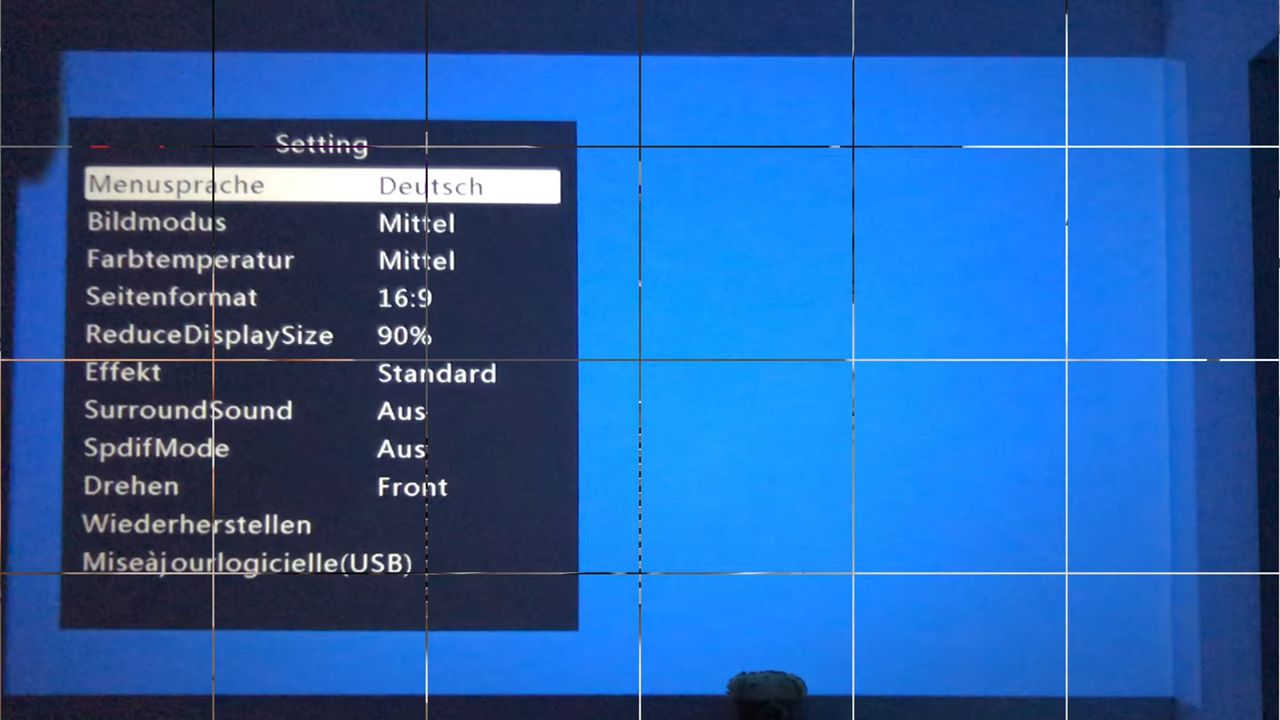 Setting
Menusprache Deutsch
Bildmodus Mittel
Farbtemperatur Mittel
Seitenformat 16:9
ReduceDisplaySize 90%
Effekt Standard
SurroundSound Aus
SpdifMode Aus
Drehen Front
Wiederherstellen
Miseàjourlogicielle(USB)